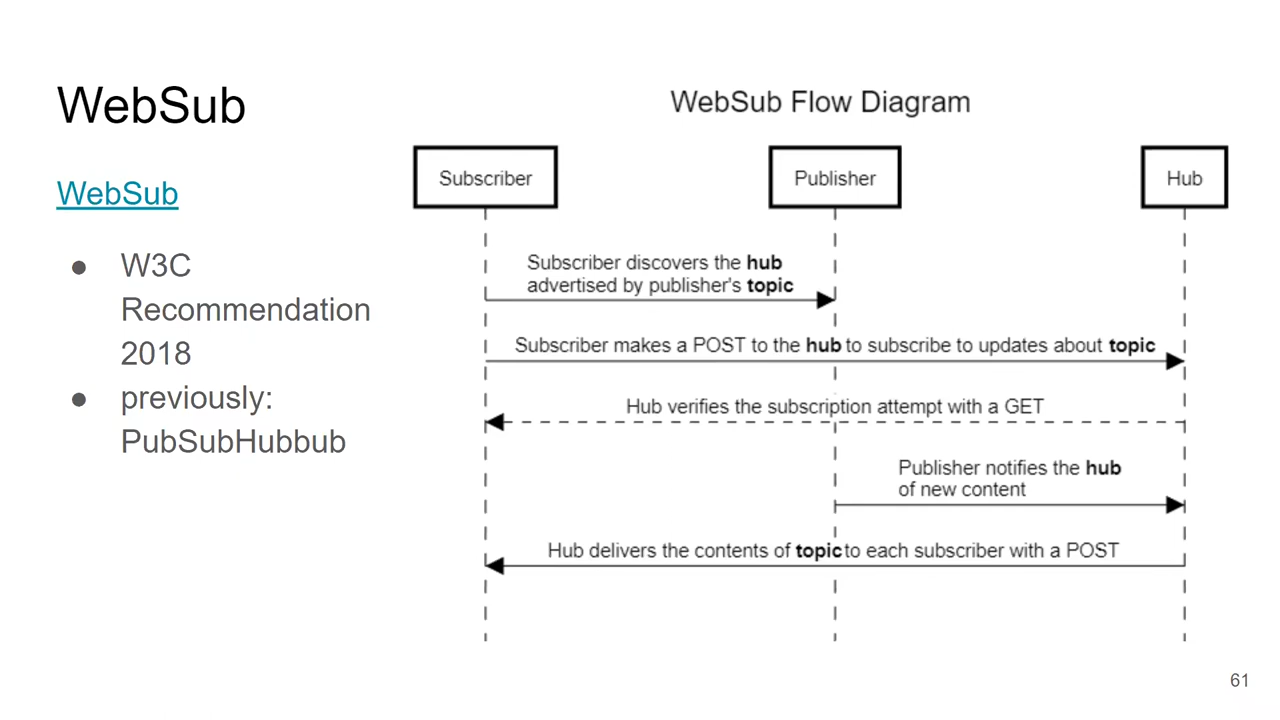 WebSub
WebSub
● W3C
Recommendation
2018
● previously:
PubSubHubbub
WebSub Flow Diagram
Subscriber
Publisher
Hub
Subscriber discovers the hub
advertised by publisher's topic
Subscriber makes a POST to the hub to subscribe to updates about topic
Hub verifies the subscription attempt with a GET
Publisher notifies the hub
of new content
Hub delivers the contents of topic to each subscriber with a POST
61